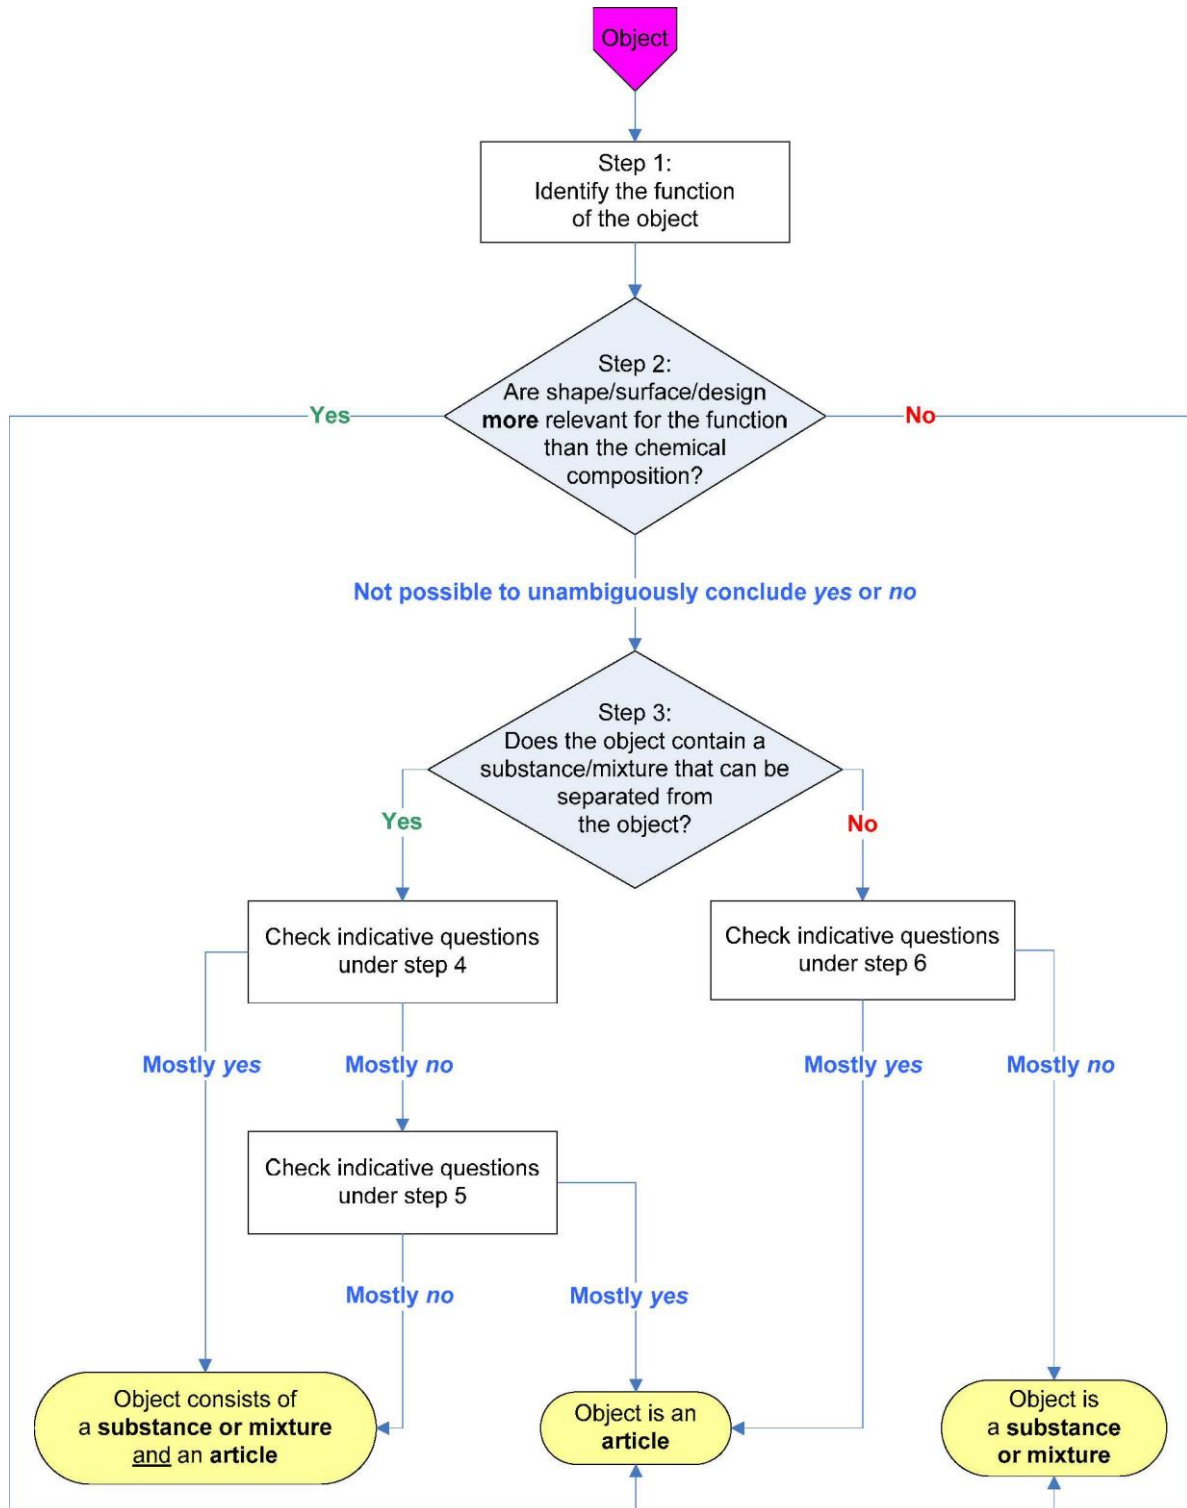 Object
Step 1:
Identify the function
of the object
Step 2:
Are shape/surface/design
more relevant for the function
than the chemical
composition?
Yes
No
Not possible to unambiguously conclude yes or no
Step 3:
Does the object contain a
substance/mixture that can be
separated from
the object?
Yes
No
Check indicative questions
under step 4
Check indicative questions
under step 6
Mostly yes
Mostly no
Mostly yes
Mostly no
Check indicative questions
under step 5
Mostly no
Mostly yes
Object consists of
a substance or mixture
and an article
Object is an
article
Object is
a substance
or mixture